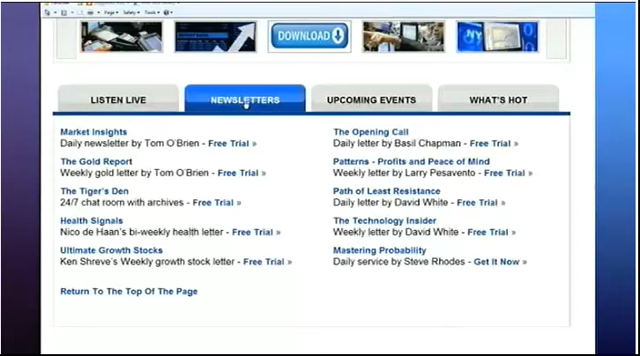 Page
Safety
Tools
DOWNLOAD
NY
LISTEN LIVE
NEWSLETTERS
UPCOMING EVENTS
WHAT'S HOT
Market Insights
Daily newsletter by Tom O'Brien - Free Trial »
The Gold Report
Weekly gold letter by Tom O'Brien - Free Trial »
The Tiger's Den
24/7 chat room with archives - Free Trial »
Health Signals
Nico de Haan's bi-weekly health letter - Free Trial »
Ultimate Growth Stocks
Ken Shreve's Weekly growth stock letter - Free Trial »
Return To The Top Of The Page
The Opening Call
Daily letter by Basil Chapman - Free Trial »
Patterns - Profits and Peace of Mind
Weekly letter by Larry Pesavento - Free Trial »
Path of Least Resistance
Daily letter by David White - Free Trial »
The Technology Insider
Weekly letter by David White - Free Trial »
Mastering Probability
Daily service by Steve Rhodes - Get It Now »